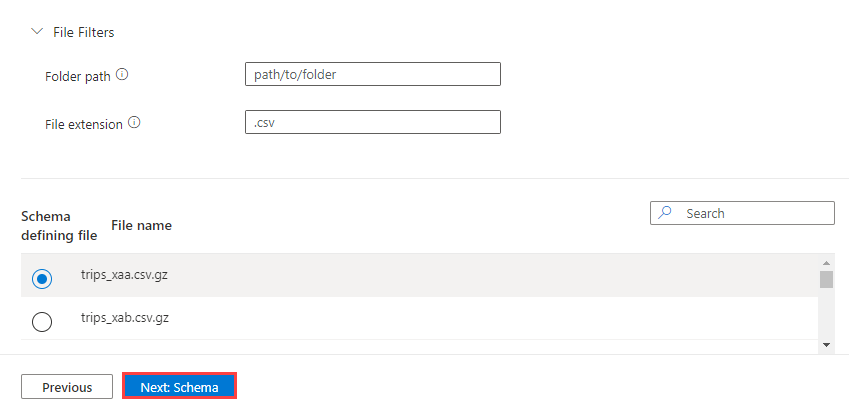 File Filters
Folder path path/to/folder
File extension .csv
Search
Schema
defining file File name
trips_xaa.csv.gz
trips_xab.csv.gz
Previous Next: Schema